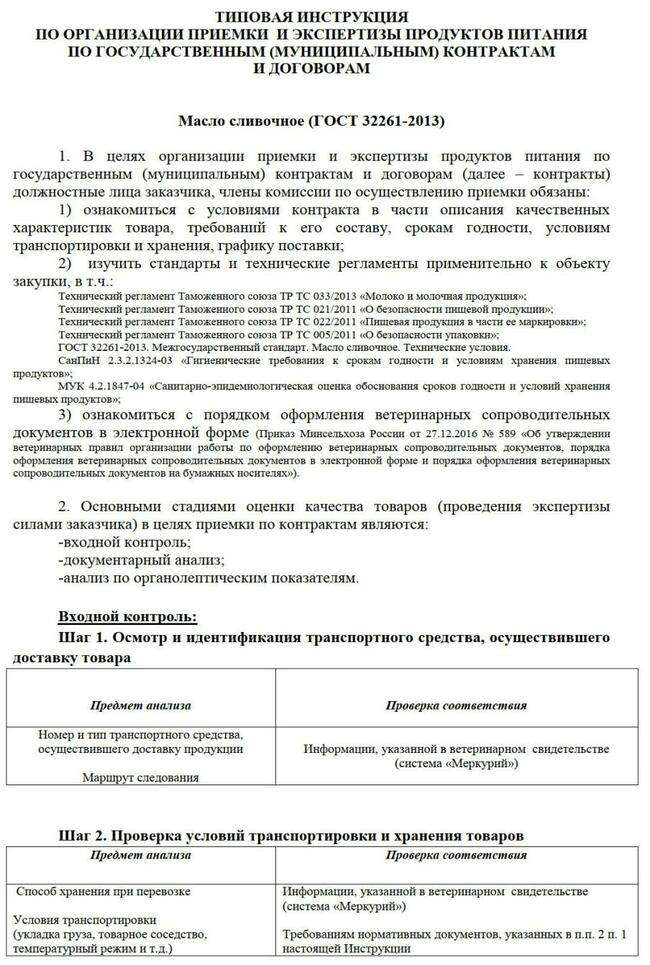 ТИПОВАЯ ИНСТРУКЦИЯ
ПО ОРГАНИЗАЦИИ ПРИЕМКИ И ЭКСПЕРТИЗЫ ПРОДУКТОВ ПИТАНИЯ
ПО ГОСУДАРСТВЕННЫМ (МУНИЦИПАЛЬНЫМ) КОНТРАКТАМ
И ДОГОВОРАМ
Масло сливочное (ГОСТ 32261-2013)
1. В целях организации приемки и экспертизы продуктов питания по
государственным (муниципальным) контрактам и договорам (далее – контракты)
должностные лица заказчика, члены комиссии по осуществлению приемки обязаны:
1) ознакомиться с условиями контракта в части описания качественных
характеристик товара, требований к его составу, срокам годности, условиям
транспортировки и хранения, графику поставки;
2) изучить стандарты и технические регламенты применительно к объекту
закупки, в т.ч.:
Технический регламент Таможенного союза ТР ТС 033/2013 «Молоко и молочная продукция»;
Технический регламент Таможенного союза ТР ТС 021/2011 «О безопасности пищевой продукции»;
Технический регламент Таможенного союза ТР ТС 022/2011 «Пищевая продукция в части ее маркировки»;
Технический регламент Таможенного союза ТР ТС 005/2011 «О безопасности упаковки»;
ГОСТ 32261-2013. Межгосударственный стандарт. Масло сливочное. Технические условия.
СанПиН 2.3.2.1324-03 «Гигиенические требования к срокам годности и условиям хранения пищевых
продуктов»;
МУК 4.2.1847-04 «Санитарно-эпидемиологическая оценка обоснования сроков годности и условий хранения
пищевых продуктов»;
3) ознакомиться с порядком оформления ветеринарных сопроводительных
документов в электронной форме (Приказ Минсельхоза России от 27.12.2016 № 589 «Об утверждении
ветеринарных правил организации работы по оформлению ветеринарных сопроводительных документов, порядка
оформления ветеринарных сопроводительных документов в электронной форме и порядка оформления ветеринарных
сопроводительных документов на бумажных носителях»).
2. Основными стадиями оценки качества товаров (проведения экспертизы
силами заказчика) в целях приемки по контрактам являются:
-входной контроль;
-документарный анализ;
-анализ по органолептическим показателям.
Входной контроль:
Шаг 1. Осмотр и идентификация транспортного средства, осуществившего
доставку товара
Предмет анализа
Проверка соответствия
Номер и тип транспортного средства,
осуществившего доставку продукции
Маршрут следования
Информации, указанной в ветеринарном свидетельстве
(система «Меркурий»)
Шаг 2. Проверка условий транспортировки и хранения товаров
Предмет анализа
Проверка соответствия
Способ хранения при перевозке
Условия транспортировки
(укладка груза, товарное соседство,
температурный режим и т.д.)
Информации, указанной в ветеринарном свидетельстве
(система «Меркурий»)
Требованиям нормативных документов, указанных в п.п. 2 п. 1
настоящей Инструкции